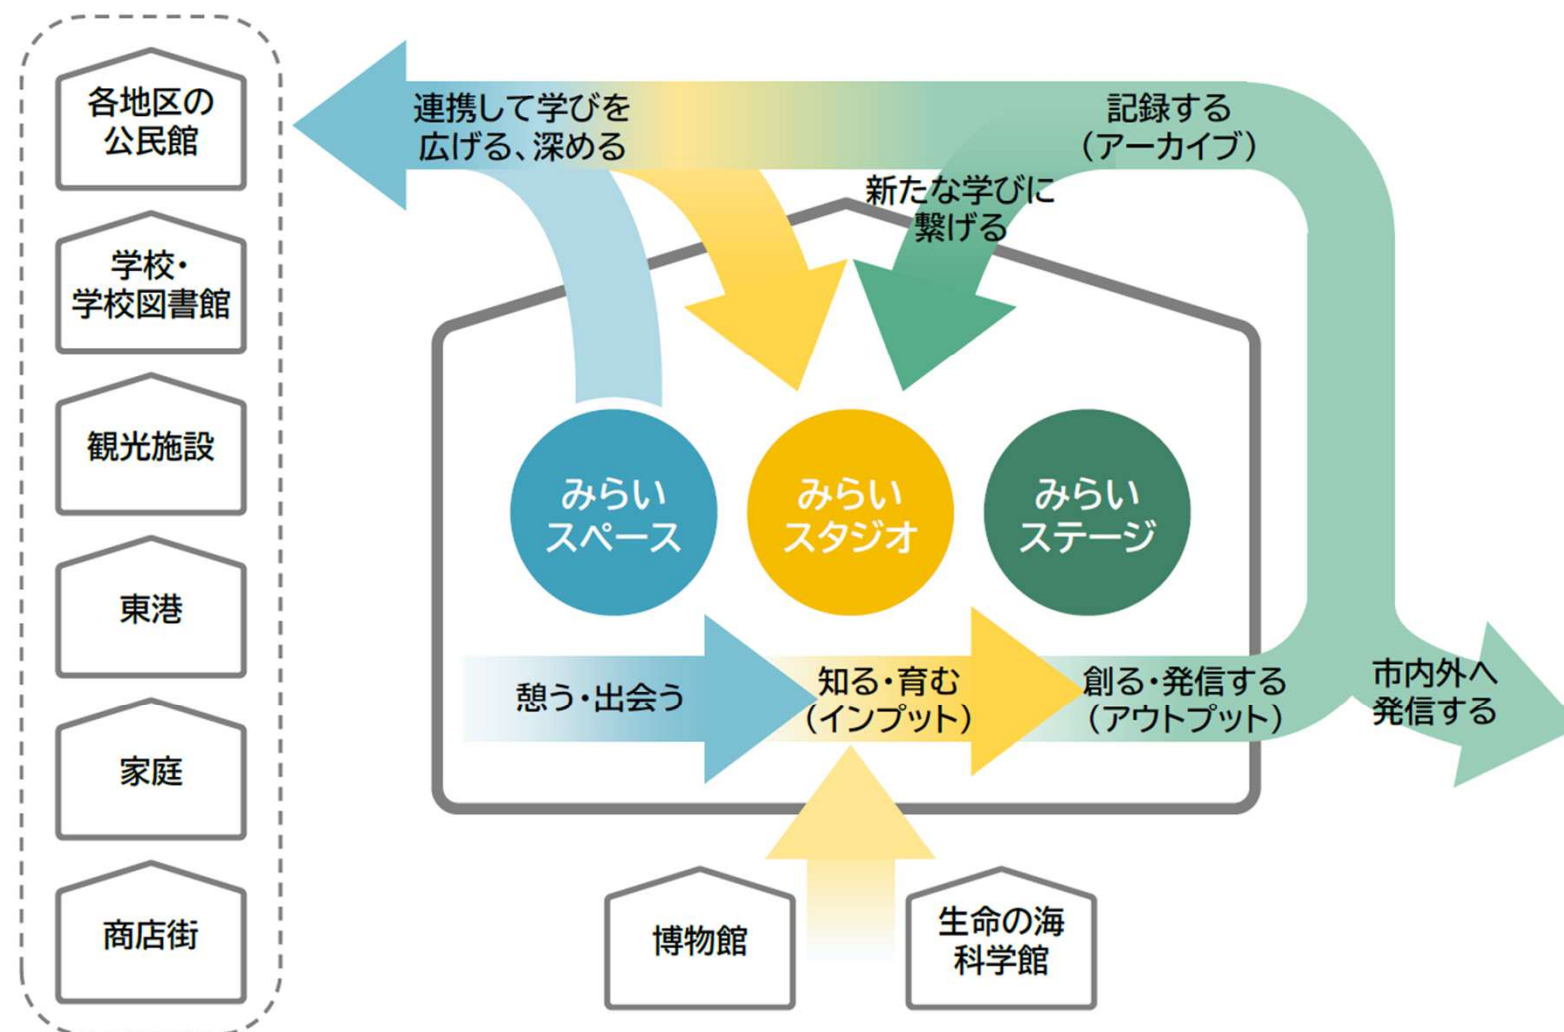 各地区の
公民館
学校・
学校図書館
観光施設
東港
家庭
商店街
連携して学びを
広げる、深める
記録する
（アーカイブ）
新たな学びに
繋げる
みらい
スペース
みらい
スタジオ
みらい
ステージ
憩う・出会う
知る・育む
（インプット）
創る・発信する
（アウトプット）
市内外へ
発信する
博物館
生命の海
科学館